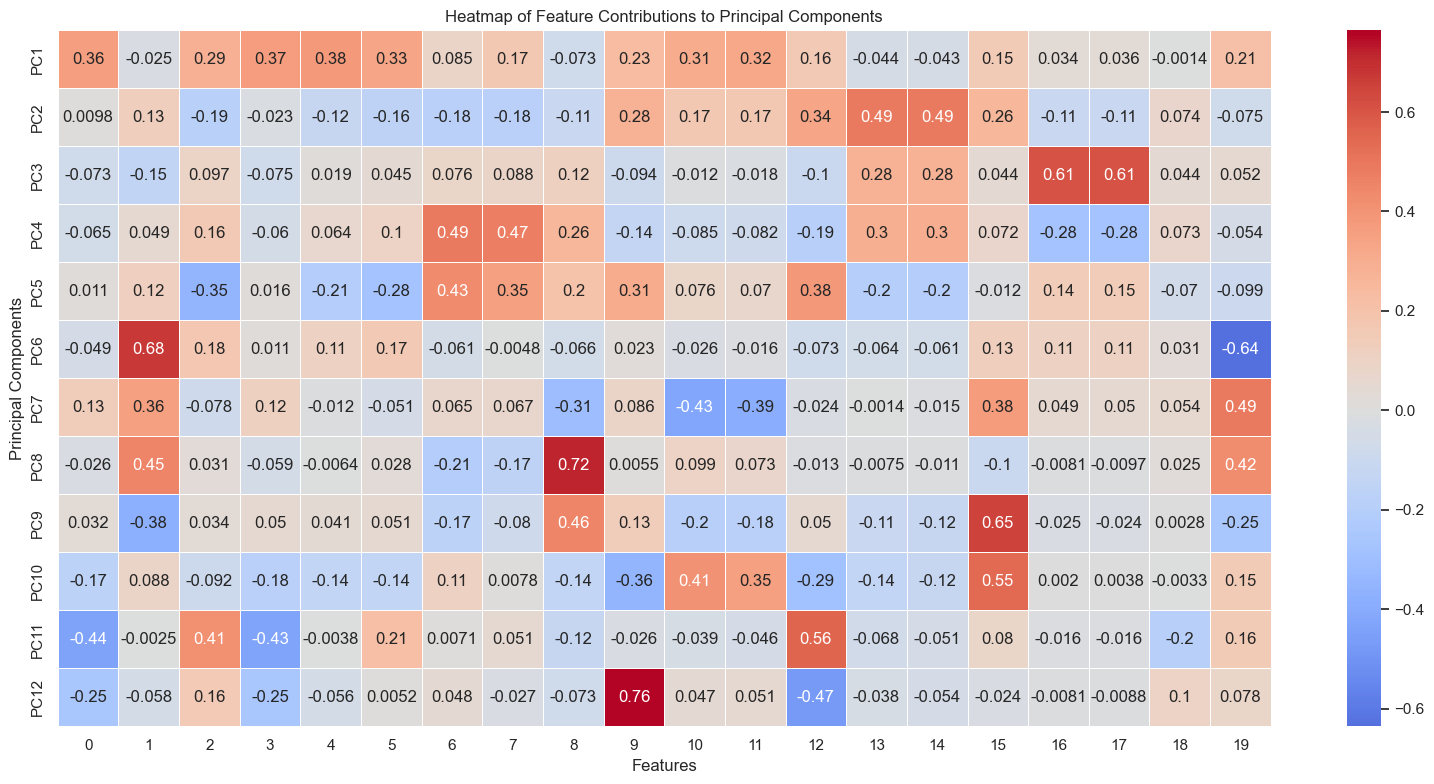 Heatmap of Feature Contributions to Principal Components
PC1 0.36 -0.025 0.29 0.37 0.38 0.33 0.085 0.17 -0.073 0.23 0.31 0.32 0.16 -0.044 -0.043 0.15 0.034 0.036 -0.0014 0.21
PC2 0.0098 0.13 -0.19 -0.023 -0.12 -0.16 -0.18 -0.18 -0.11 0.28 0.17 0.17 0.34 0.49 0.49 0.26 -0.11 -0.11 0.074 -0.075
PC3 -0.073 -0.15 0.097 -0.075 0.019 0.045 0.076 0.088 0.12 -0.094 -0.012 -0.018 -0.1 0.28 0.28 0.044 0.61 0.61 0.044 0.052
PC4 -0.065 0.049 0.16 -0.06 0.064 0.1 0.49 0.47 0.26 -0.14 -0.085 -0.082 -0.19 0.3 0.3 0.072 -0.28 -0.28 0.073 -0.054
PC5 0.011 0.12 -0.35 0.016 -0.21 -0.28 0.43 0.35 0.2 0.31 0.076 0.07 0.38 -0.2 -0.2 -0.012 0.14 0.15 -0.07 -0.099
PC6 -0.049 0.68 0.18 0.011 0.11 0.17 -0.061 -0.0048 -0.066 0.023 -0.026 -0.016 -0.073 -0.064 -0.061 0.13 0.11 0.11 0.031 -0.64
PC7 0.13 0.36 -0.078 0.12 -0.012 -0.051 0.065 0.067 -0.31 0.086 -0.43 -0.39 -0.024 -0.0014 -0.015 0.38 0.049 0.05 0.054 0.49
PC8 -0.026 0.45 0.031 -0.059 -0.0064 0.028 -0.21 -0.17 0.72 0.0055 0.099 0.073 -0.013 -0.0075 -0.011 -0.1 -0.0081 -0.0097 0.025 0.42
PC9 0.032 -0.38 0.034 0.05 0.041 0.051 -0.17 -0.08 0.46 0.13 -0.2 -0.18 0.05 -0.11 -0.12 0.65 -0.025 -0.024 0.0028 -0.25
PC10 -0.17 0.088 -0.092 -0.18 -0.14 -0.14 0.11 0.0078 -0.14 -0.36 0.41 0.35 -0.29 -0.14 -0.12 0.55 0.002 0.0038 -0.0033 0.15
PC11 -0.44 -0.0025 0.41 -0.43 -0.0038 0.21 0.0071 0.051 -0.12 -0.026 -0.039 -0.046 0.56 -0.068 -0.051 0.08 -0.016 -0.016 -0.2 0.16
PC12 -0.25 -0.058 0.16 -0.25 -0.056 0.0052 0.048 -0.027 -0.073 0.76 0.047 0.051 -0.47 -0.038 -0.054 -0.024 -0.0081 -0.0088 0.1 0.078
0 1 2 3 4 5 6 7 8 9 10 11 12 13 14 15 16 17 18 19
Features
Principal Components
0.6
0.4
0.2
0.0
−0.2
−0.4
−0.6